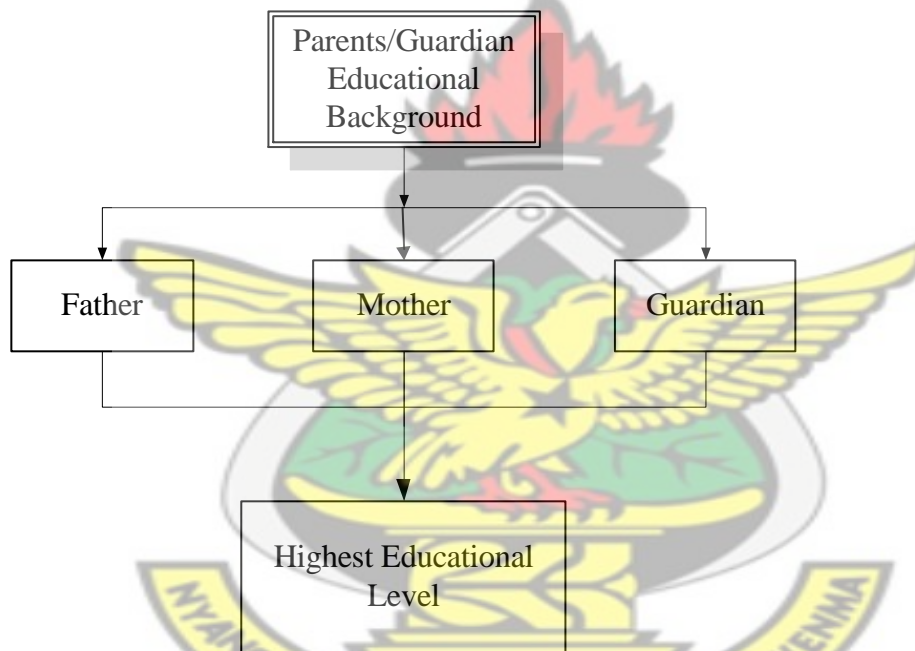 Parents/Guardian
Educational
Background
Father
Mother
Guardian
Highest Educational
Level